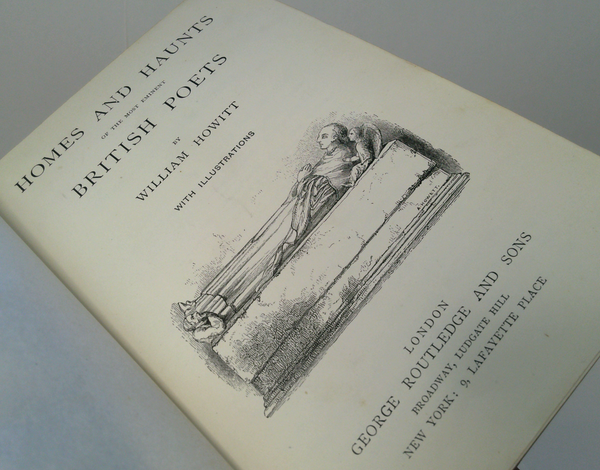 HOMES AND HAUNTS
OF THE MOST EMINENT
BRITISH POETS
BY
WILLIAM HOWITT
WITH ILLUSTRATIONS
LONDON
GEORGE ROUTLEDGE AND SONS
BROADWAY, LUDGATE HILL
NEW YORK: 9, LAFAYETTE PLACE